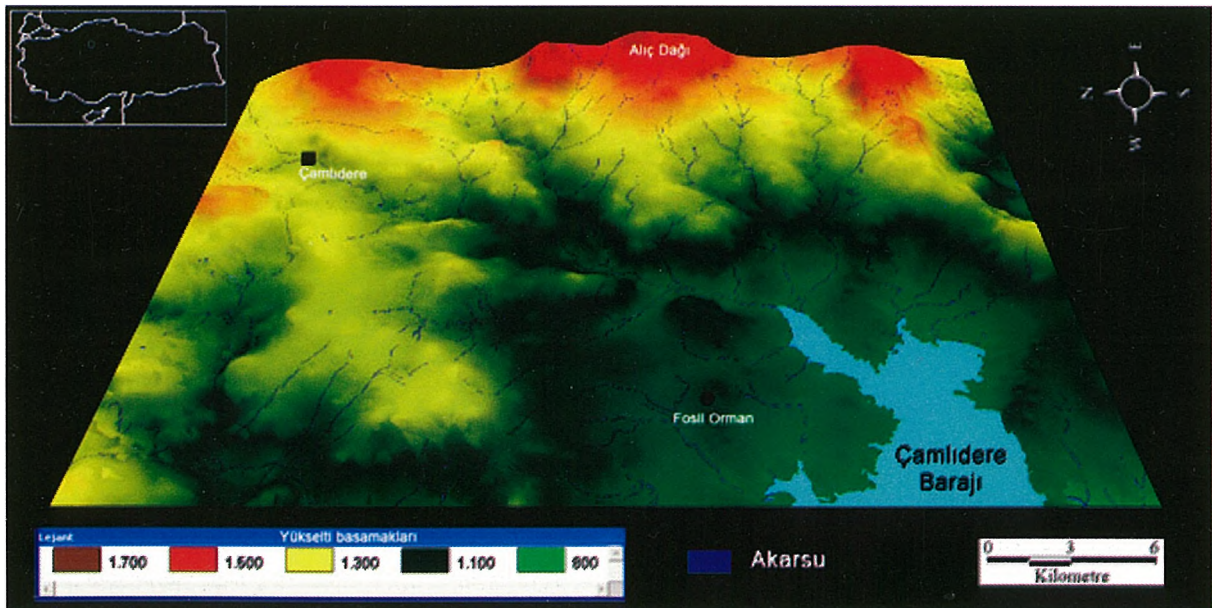 Alıç Dağı
E
N
S
W
Çamlıdere
Fosil Orman
Çamlıdere
Barajı
Lejant
Yükselti basamakları
1.700
1.500
1.300
1.100
900
Akarsu
0 3 6
Kilometre